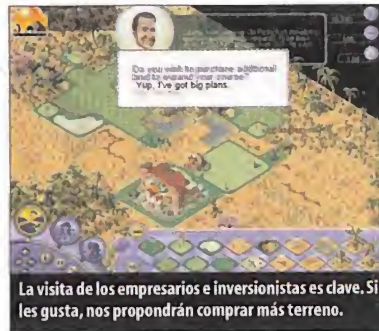 Do you wish to purchase additional
land to expand your course?
Yup, I've got big plans.
La visita de los empresarios e inversionistas es clave. Si
les gusta, nos propondrán comprar más terreno.